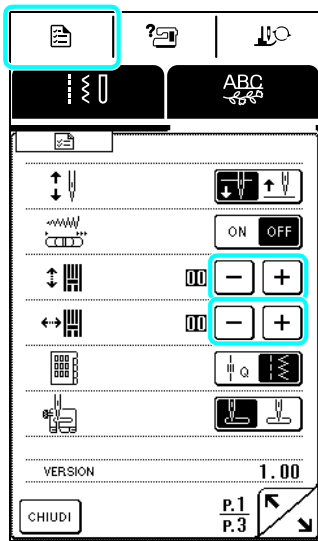 ?
ABC
ON OFF
00 − +
00 − +
Q
VERSION 1.00
CHIUDI P.1
P.3